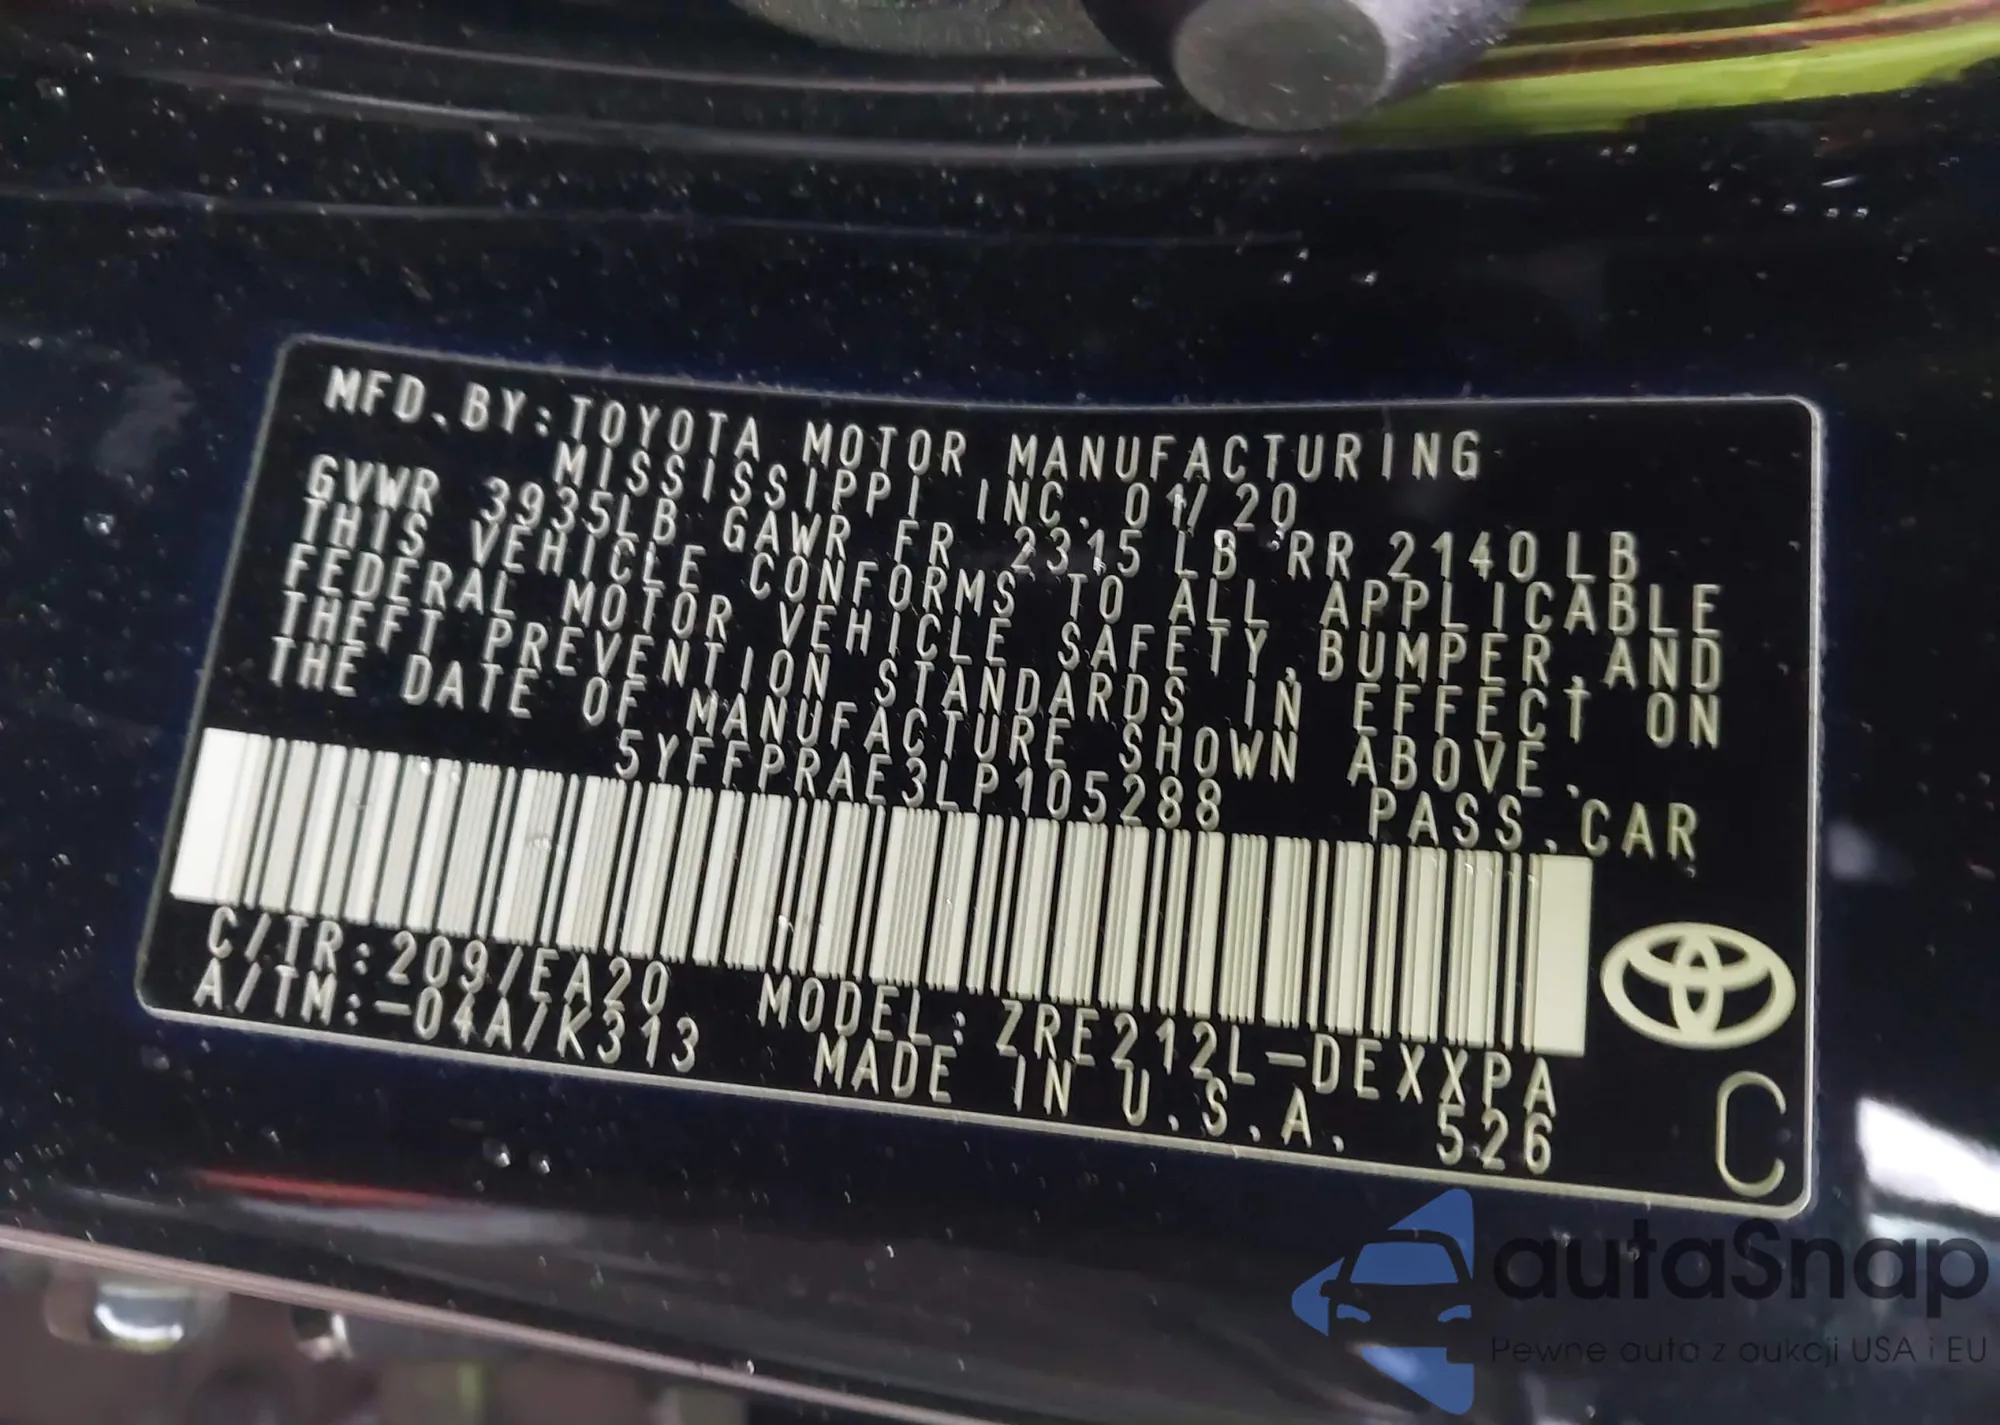 MFD.BY:TOYOTA MOTOR MANUFACTURING
MISSISSIPPI INC. 01/20
GVWR 3935LB GAWR FR 2315LB RR 2140LB
THIS VEHICLE CONFORMS TO ALL APPLICABLE
FEDERAL MOTOR VEHICLE SAFETY,BUMPER,AND
THEFT PREVENTION STANDARDS IN EFFECT ON
THE DATE OF MANUFACTURE SHOWN ABOVE.
5YFFPRAE3LP105288 PASS.CAR
C/TR:209/EA20 MODEL:ZRE212L-DEXXPA
A/TM:-04A/K313 MADE IN U.S.A. 526
C
autaSnap
Pewne auta z aukcji USA i EU